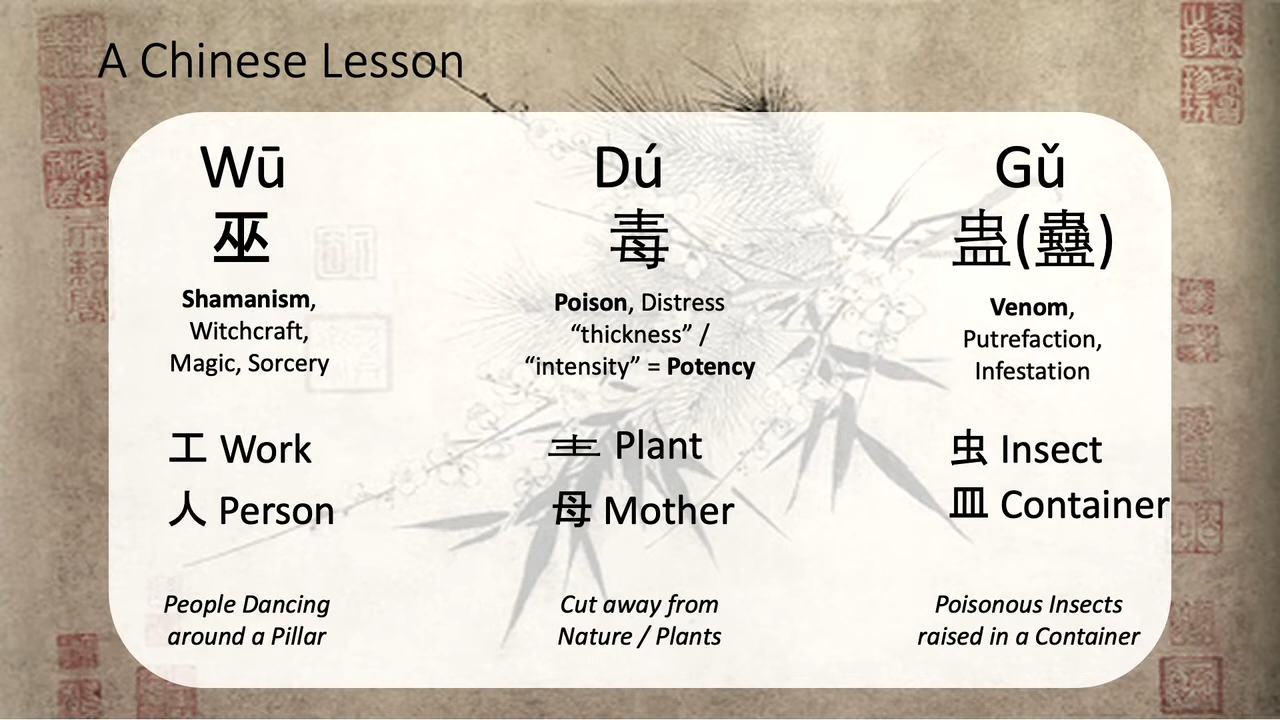 A Chinese Lesson
Wū
巫
Shamanism,
Witchcraft,
Magic, Sorcery
工 Work
人 Person
People Dancing
around a Pillar
Dú
毒
Poison, Distress
“thickness” /
“intensity” = Potency
龶 Plant
母 Mother
Cut away from
Nature / Plants
Gǔ
蛊(蠱)
Venom,
Putrefaction,
Infestation
虫 Insect
皿 Container
Poisonous Insects
raised in a Container